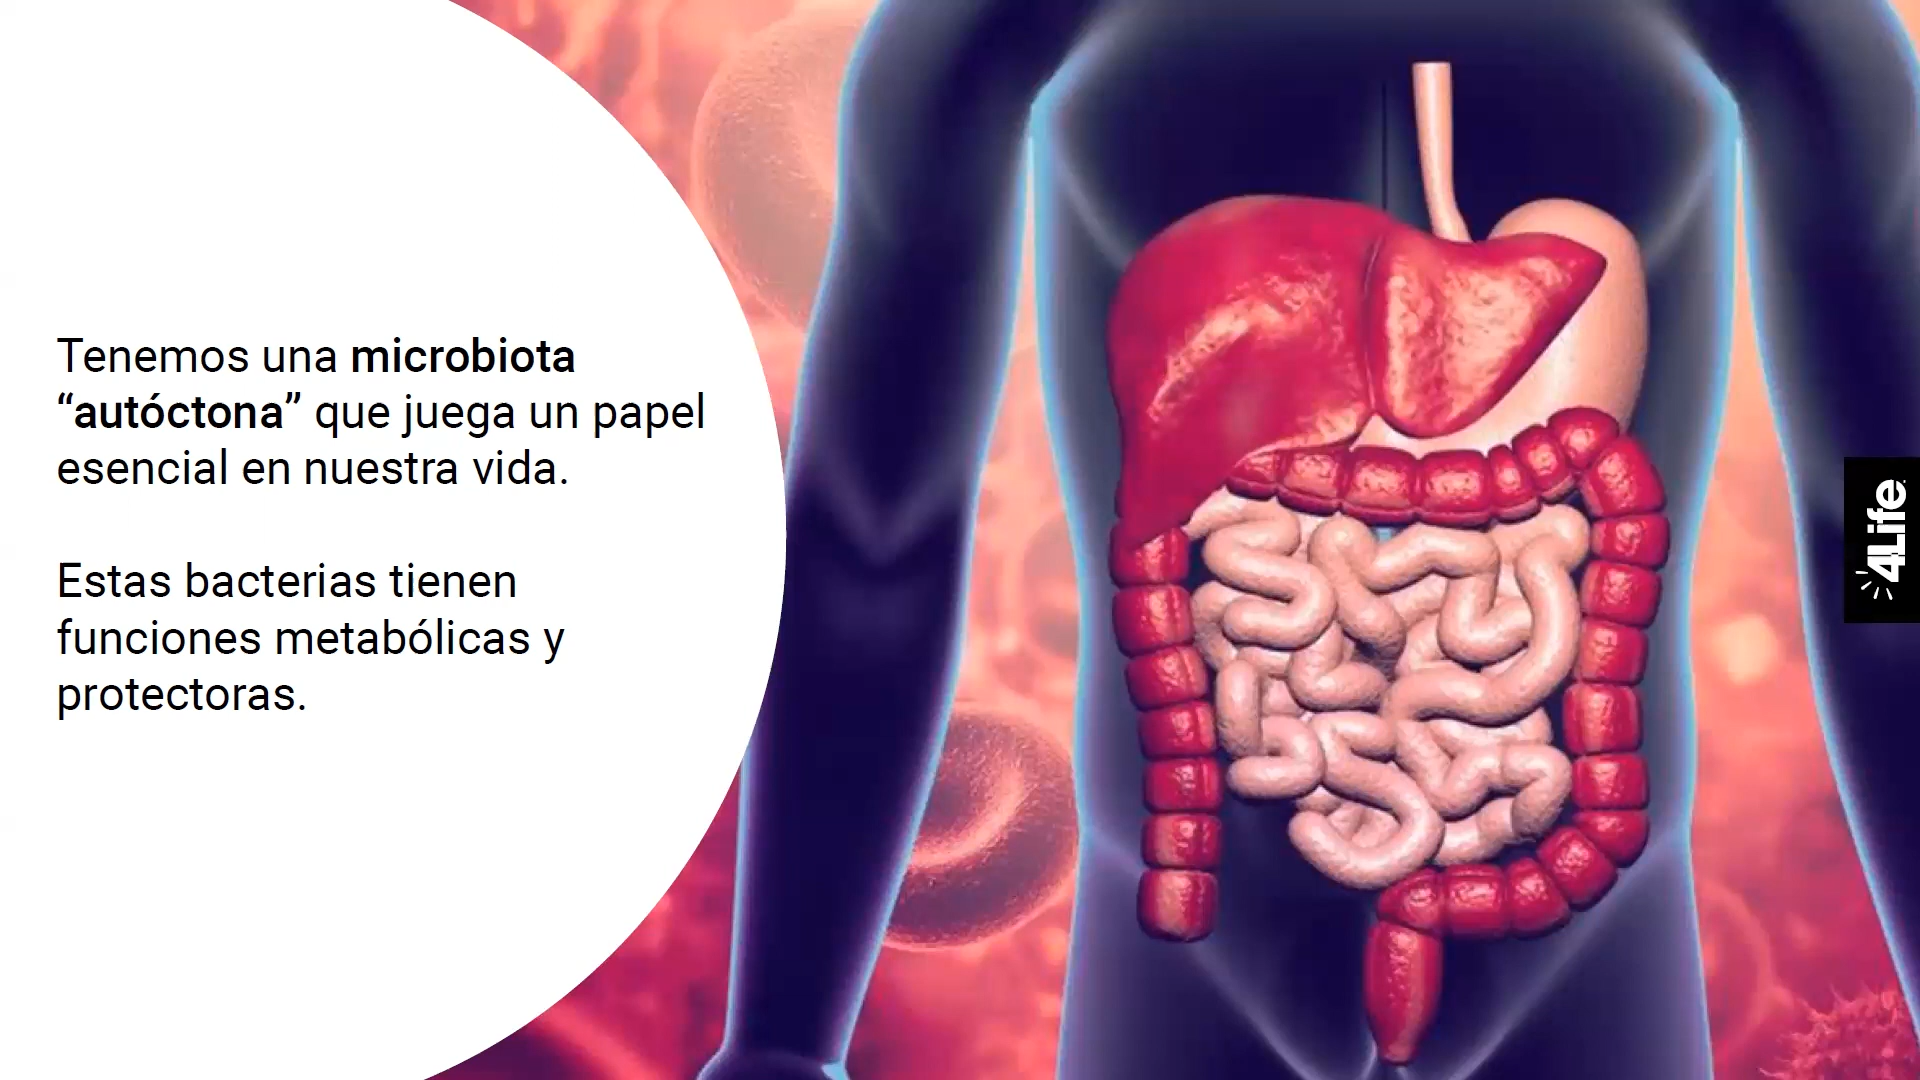 Tenemos una microbiota
“autóctona” que juega un papel
esencial en nuestra vida.
Estas bacterias tienen
funciones metabólicas y
protectoras.
4Life